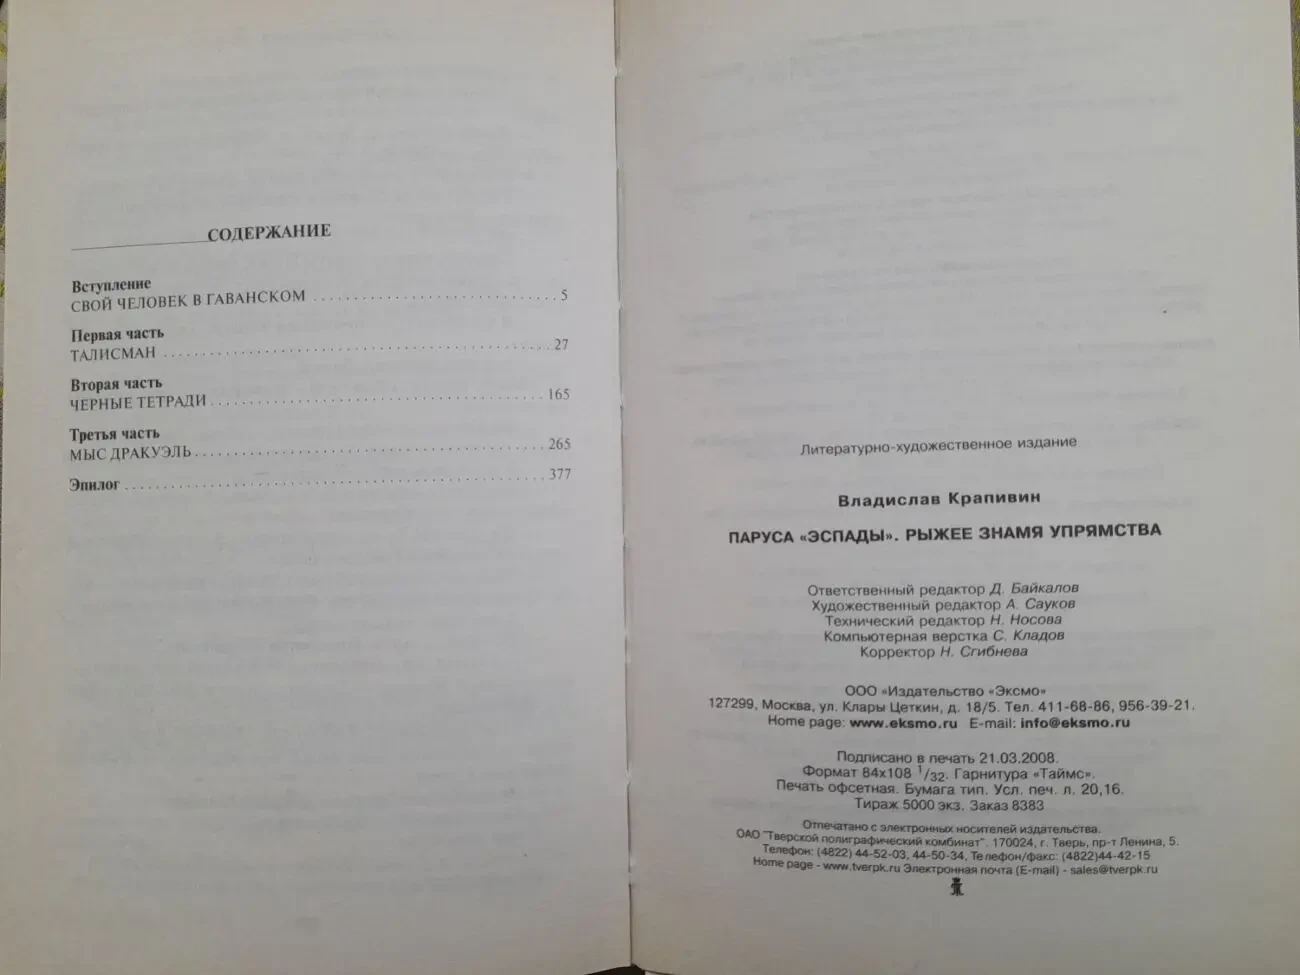 СОДЕРЖАНИЕ
Вступление
СВОЙ ЧЕЛОВЕК В ГАВАНСКОМ . . . . . . . . . . . . . . . . . . . . . . . . . . . . 5
Первая часть
ТАЛИСМАН . . . . . . . . . . . . . . . . . . . . . . . . . . . . . . . . . . . . . . . . . . . . 27
Вторая часть
ЧЕРНЫЕ ТЕТРАДИ . . . . . . . . . . . . . . . . . . . . . . . . . . . . . . . . . . . . . . 165
Третья часть
МЫС ДРАКУЭЛЬ . . . . . . . . . . . . . . . . . . . . . . . . . . . . . . . . . . . . . . . 265
Эпилог . . . . . . . . . . . . . . . . . . . . . . . . . . . . . . . . . . . . . . . . . . . . . . . . 377
Литературно-художественное издание
Владислав Крапивин
ПАРУСА «ЭСПАДЫ». РЫЖЕЕ ЗНАМЯ УПРЯМСТВА
Ответственный редактор Д. Байкалов
Художественный редактор А. Сауков
Технический редактор Н. Носова
Компьютерная верстка С. Кладов
Корректор Н. Сгибнева
ООО «Издательство «Эксмо»
127299, Москва, ул. Клары Цеткин, д. 18/5. Тел. 411-68-86, 956-39-21.
Home page: www.eksmo.ru E-mail: info@eksmo.ru
Подписано в печать 21.03.2008.
Формат 84x108 1/32. Гарнитура «Таймс».
Печать офсетная. Бумага тип. Усл. печ. л. 20,16.
Тираж 5000 экз. Заказ 8383
Отпечатано с электронных носителей издательства.
ОАО "Тверской полиграфический комбинат". 170024, г. Тверь, пр-т Ленина, 5.
Телефон: (4822) 44-52-03, 44-50-34, Телефон/факс: (4822)44-42-15
Home page - www.tverpk.ru Электронная почта (E-mail) - sales@tverpk.ru